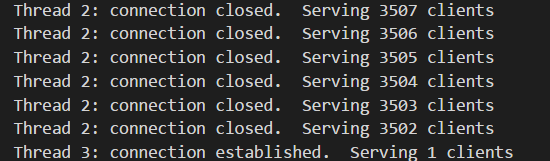 Thread 2: connection closed.  Serving 3507 clients
Thread 2: connection closed.  Serving 3506 clients
Thread 2: connection closed.  Serving 3505 clients
Thread 2: connection closed.  Serving 3504 clients
Thread 2: connection closed.  Serving 3503 clients
Thread 2: connection closed.  Serving 3502 clients
Thread 3: connection established.  Serving 1 clients